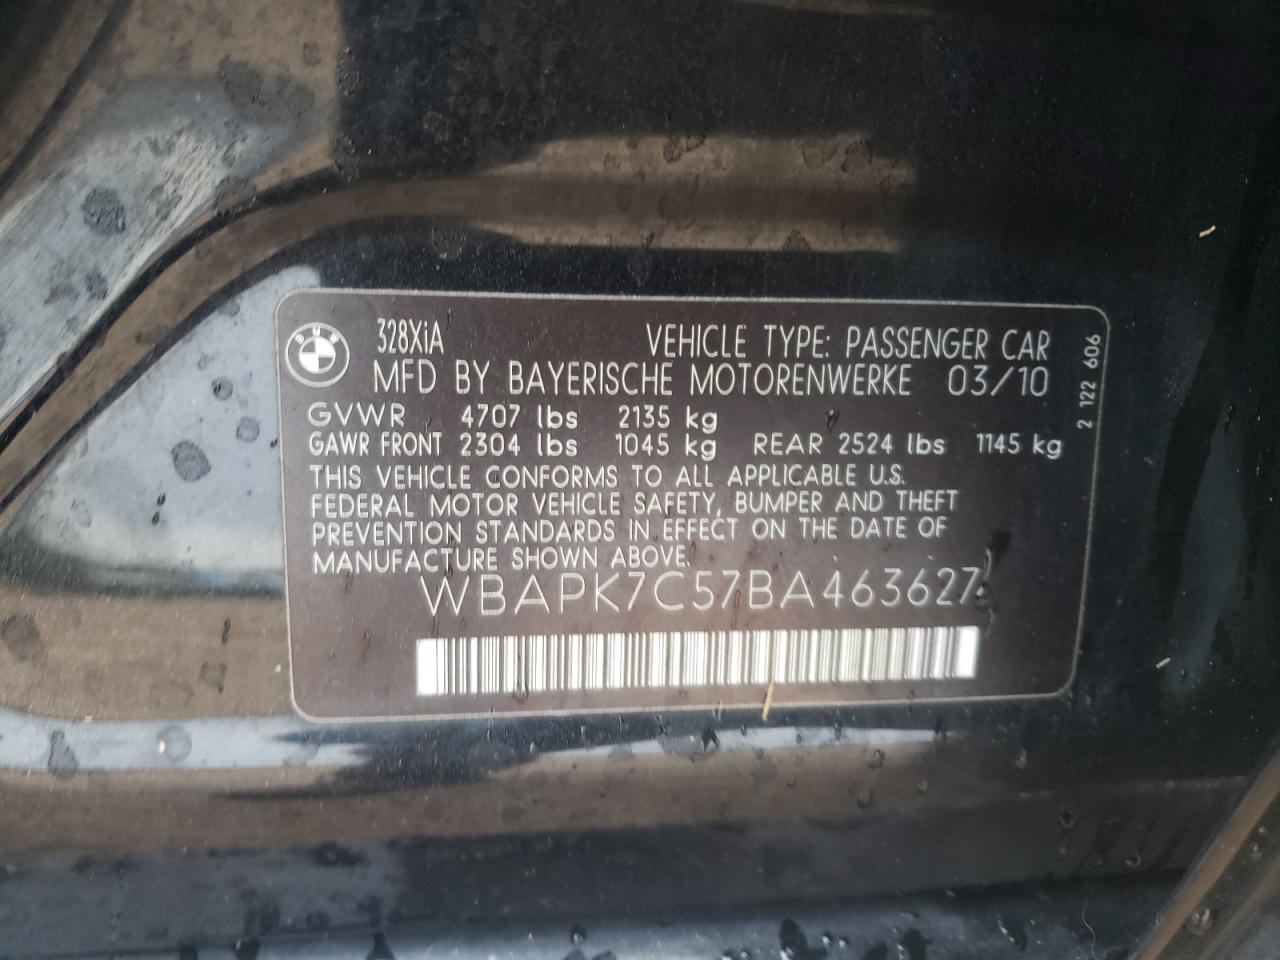 BMW
328XiA VEHICLE TYPE: PASSENGER CAR
MFD BY BAYERISCHE MOTORENWERKE 03/10
GVWR 4707 lbs 2135 kg
GAWR FRONT 2304 lbs 1045 kg REAR 2524 lbs 1145 kg
THIS VEHICLE CONFORMS TO ALL APPLICABLE U.S.
FEDERAL MOTOR VEHICLE SAFETY, BUMPER AND THEFT
PREVENTION STANDARDS IN EFFECT ON THE DATE OF
MANUFACTURE SHOWN ABOVE.
WBAPK7C57BA463627
2 122 606